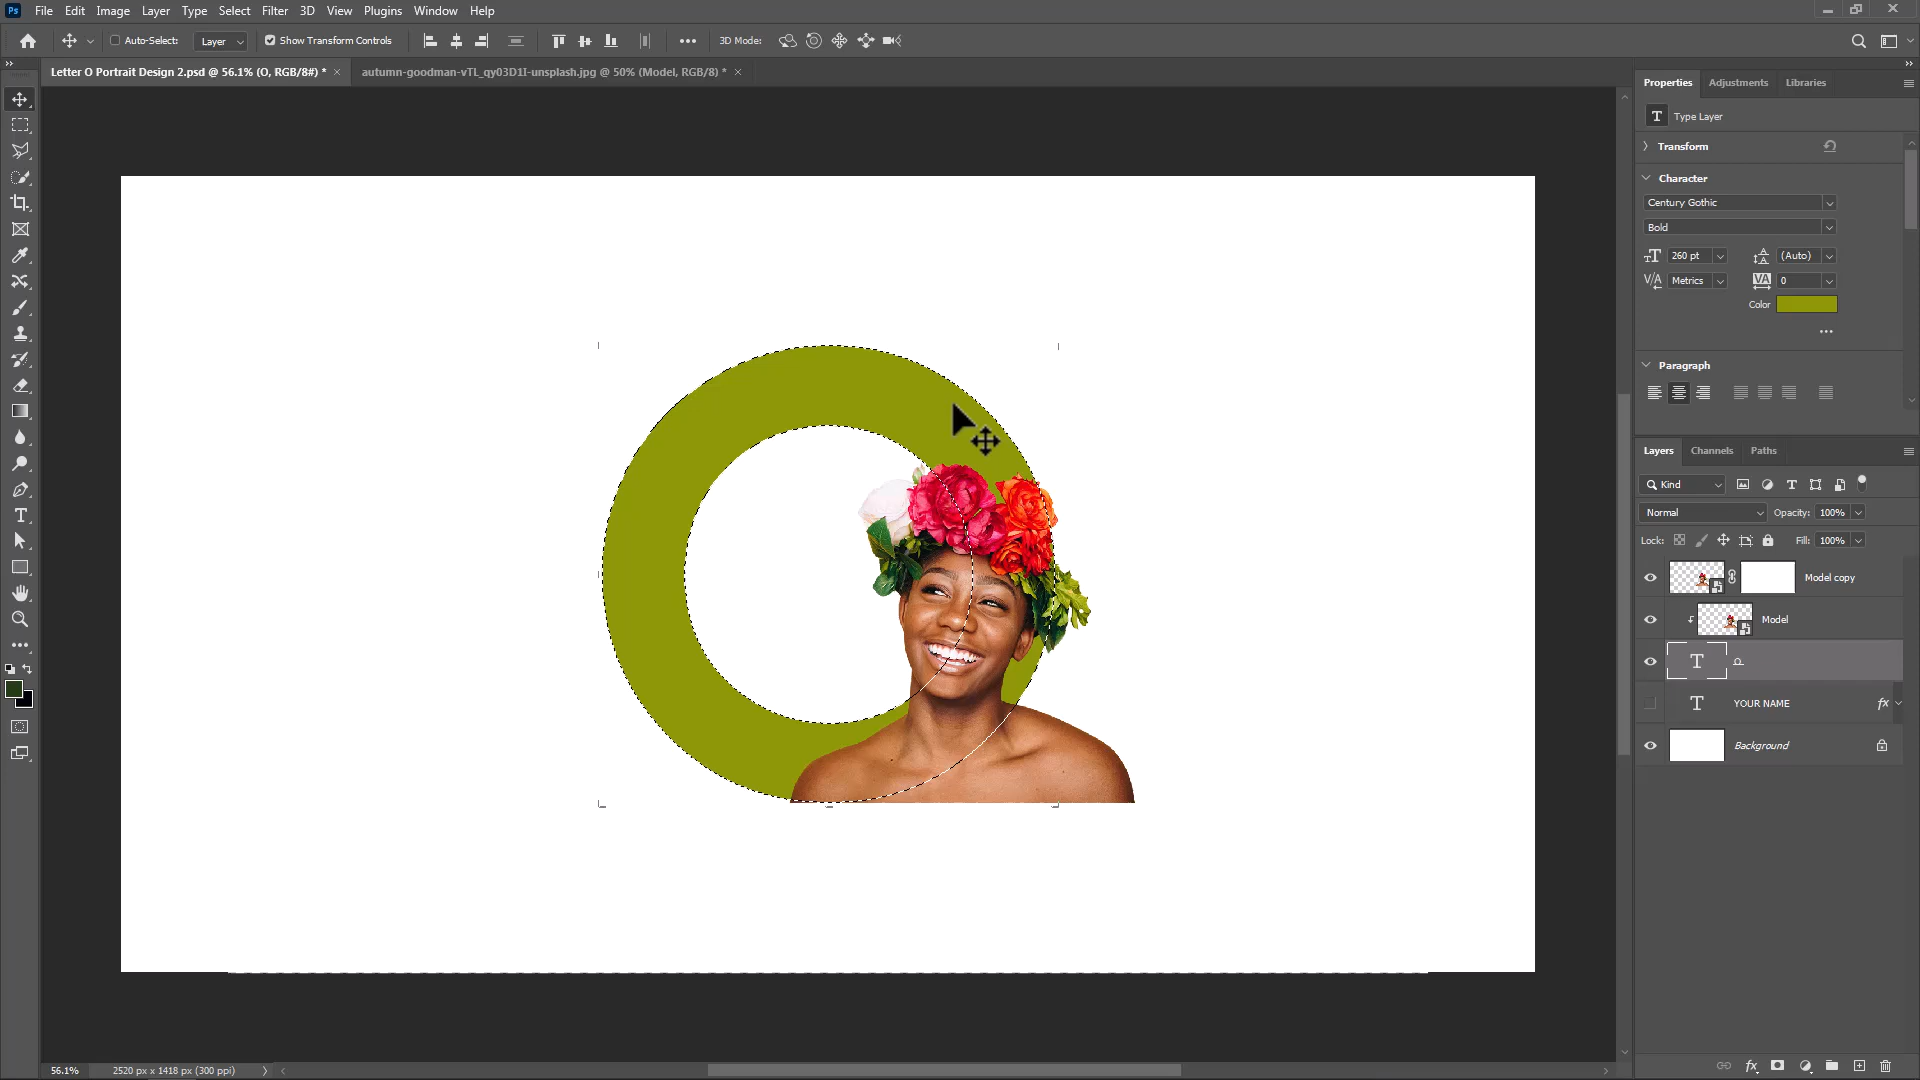 Ps File Edit Image Layer Type Select Filter 3D View Plugins Window Help
Auto-Select: Layer Show Transform Controls 3D Mode:
Letter O Portrait Design 2.psd @ 56.1% (O, RGB/8#) * × autumn-goodman-vTL_qy03D1I-unsplash.jpg @ 50% (Model, RGB/8) * ×
Properties Adjustments Libraries
T Type Layer
Transform
Character
Century Gothic
Bold
260 pt (Auto)
Metrics 0
Color
Paragraph
Layers Channels Paths
Kind
Normal Opacity: 100%
Lock: Fill: 100%
Model copy
Model
T O
T YOUR NAME fx
Background
56.1% 2520 px x 1418 px (300 ppi)